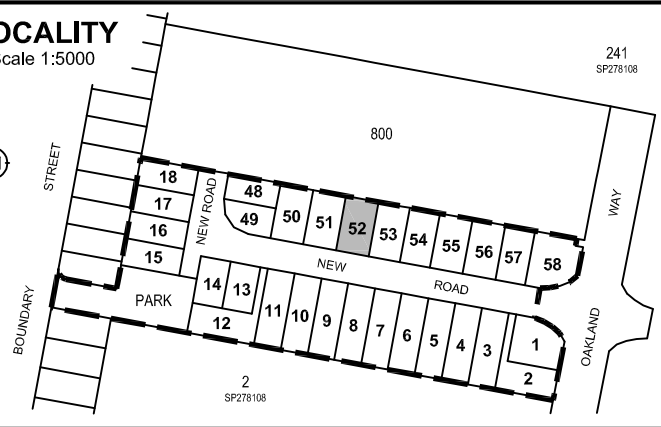 OCALITY
Scale 1:5000
241
SP278108
800
STREET
BOUNDARY
18
17
16
15
NEW ROAD
48
49
50
51
52
53
54
55
56
57
58
WAY
OAKLAND
NEW
ROAD
PARK
14
13
12
11
10
9
8
7
6
5
4
3
1
2
2
SP278108